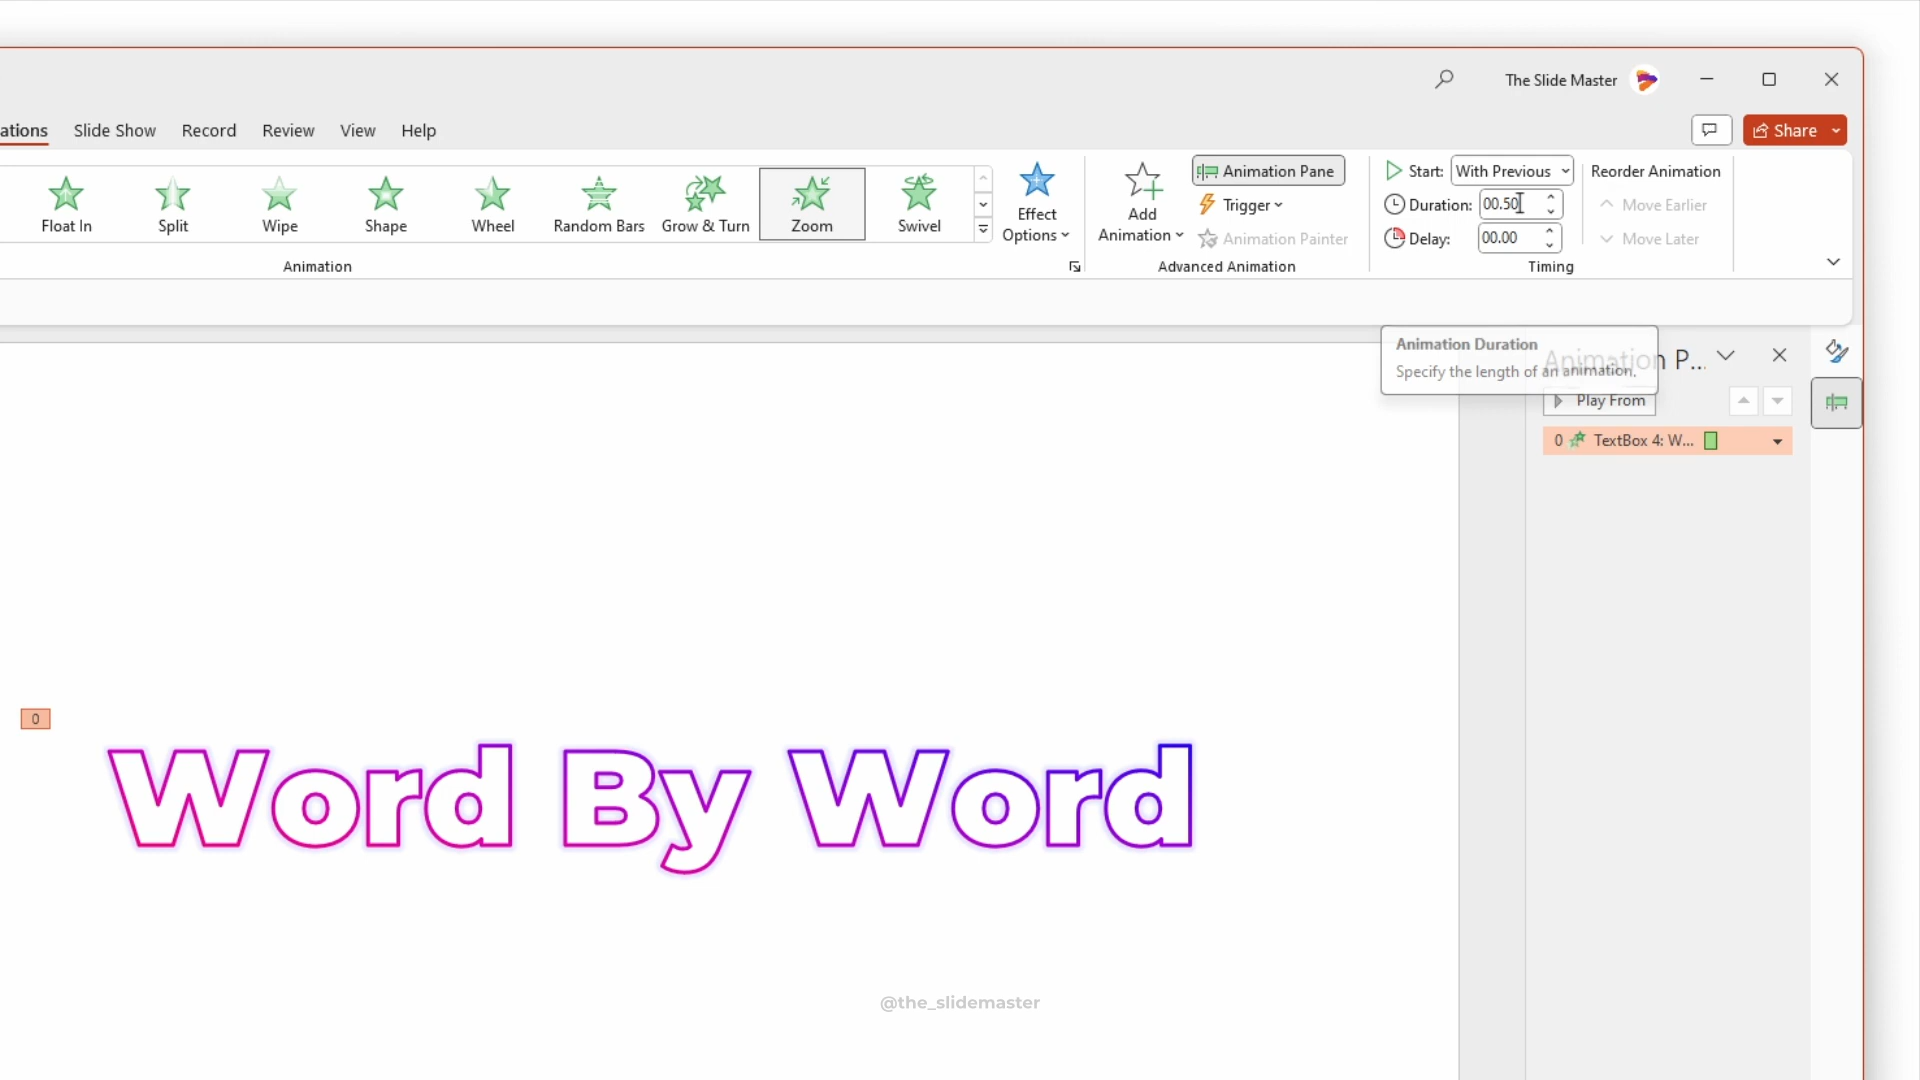 The Slide Master
ations Slide Show Record Review View Help
Share
Float In Split Wipe Shape Wheel Random Bars Grow & Turn Zoom Swivel
Effect
Options
Add
Animation
Animation Pane
Trigger
Animation Painter
Start: With Previous
Duration: 00.50
Delay: 00.00
Reorder Animation
Move Earlier
Move Later
Animation
Advanced Animation
Timing
Animation Duration
Specify the length of an animation.
Animation P...
Play From
0 TextBox 4: W...
0
Word By Word
@the_slidemaster